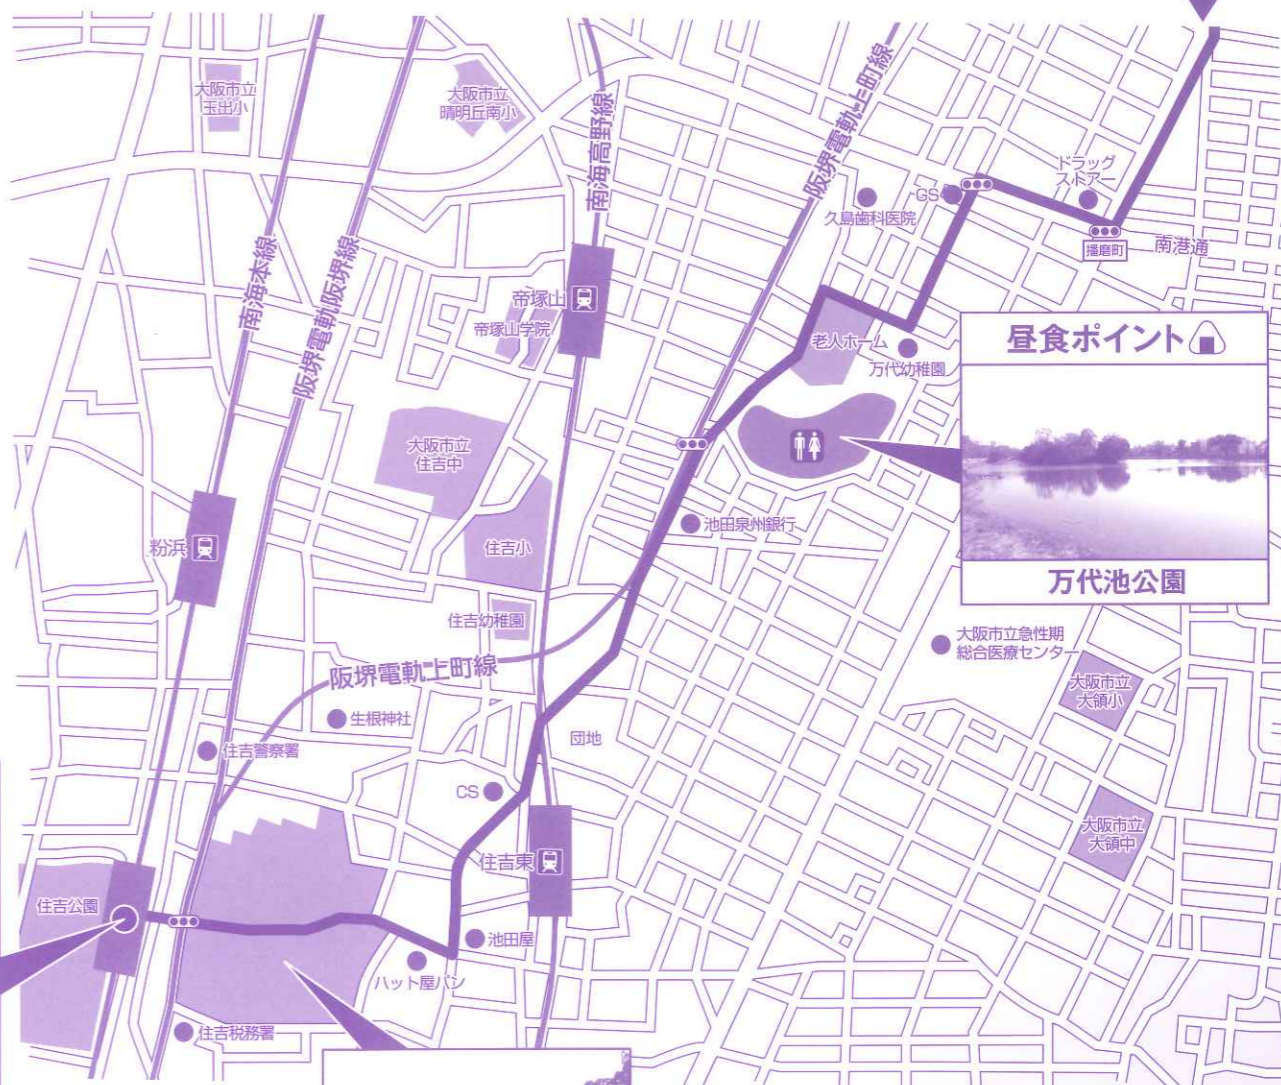 大阪市立
玉出小
大阪市立
晴明丘南小
南海高野線
阪堺電軌上町線
ドラッグ
ストアー
GS
久島歯科医院
播磨町
南港通
南海本線
阪堺電軌阪堺線
帝塚山
帝塚山学院
老人ホーム
万代幼稚園
昼食ポイント
万代池公園
大阪市立
住吉中
池田泉州銀行
粉浜
住吉小
住吉幼稚園
阪堺電軌上町線
大阪市立急性期
総合医療センター
大阪市立
大領小
生根神社
住吉警察署
団地
CS
大阪市立
大領中
住吉東
住吉公園
池田屋
ハット屋パン
住吉税務署